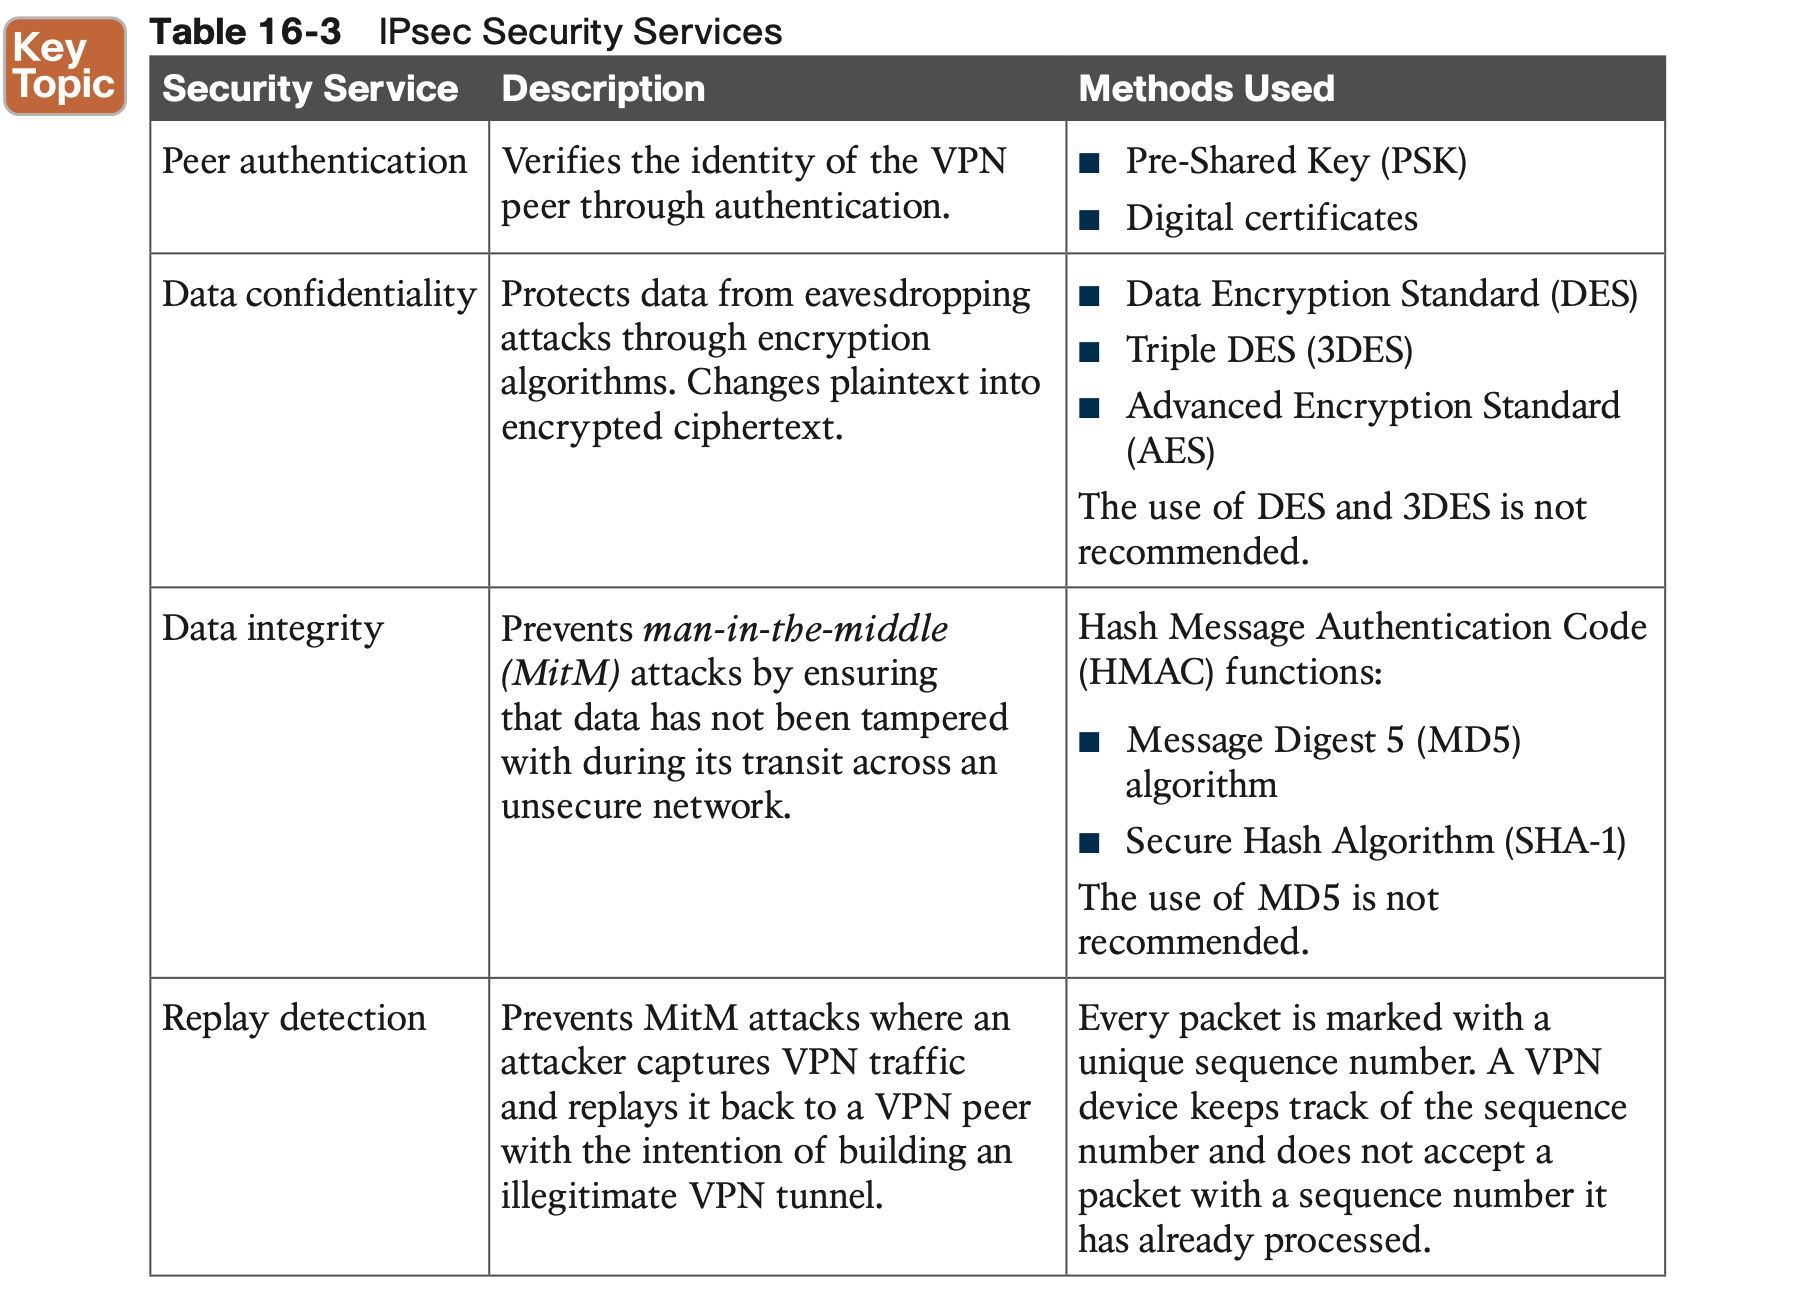 Key
Topic
Table 16-3 IPsec Security Services
Security Service Description Methods Used
Peer authentication
Verifies the identity of the VPN
peer through authentication.
■ Pre-Shared Key (PSK)
■ Digital certificates
Data confidentiality
Protects data from eavesdropping
attacks through encryption
algorithms. Changes plaintext into
encrypted ciphertext.
■ Data Encryption Standard (DES)
■ Triple DES (3DES)
■ Advanced Encryption Standard
(AES)
The use of DES and 3DES is not
recommended.
Data integrity
Prevents man-in-the-middle
(MitM) attacks by ensuring
that data has not been tampered
with during its transit across an
unsecure network.
Hash Message Authentication Code
(HMAC) functions:
■ Message Digest 5 (MD5)
algorithm
■ Secure Hash Algorithm (SHA-1)
The use of MD5 is not
recommended.
Replay detection
Prevents MitM attacks where an
attacker captures VPN traffic
and replays it back to a VPN peer
with the intention of building an
illegitimate VPN tunnel.
Every packet is marked with a
unique sequence number. A VPN
device keeps track of the sequence
number and does not accept a
packet with a sequence number it
has already processed.